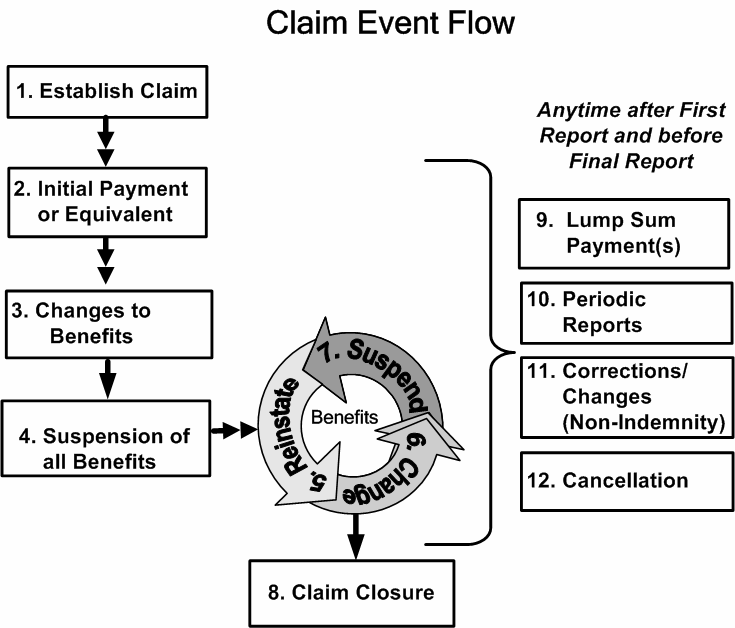 Claim Event Flow
1. Establish Claim
2. Initial Payment
or Equivalent
3. Changes to
Benefits
4. Suspension of
all Benefits
5. Reinstate
6. Change
7. Suspend
Benefits
8. Claim Closure
Anytime after First
Report and before
Final Report
9. Lump Sum
Payment(s)
10. Periodic
Reports
11. Corrections/
Changes
(Non-Indemnity)
12. Cancellation